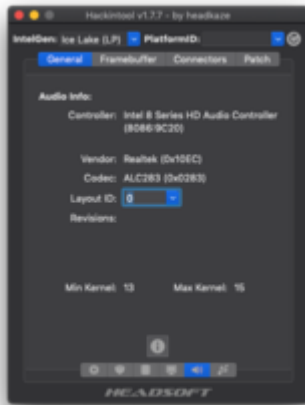 Hackintool v1.7.7 - by headkaze
IntelGen: Ice Lake (LP) PlatformID:
General Framebuffer Connectors Patch
Audio Info:
Controller: Intel 8 Series HD Audio Controller
(8086:9C20)
Vendor: Realtek (0x10EC)
Codec: ALC283 (0x0283)
Layout ID: 0
Revisions:
Min Kernel: 13 Max Kernel: 15
HEADSOFT